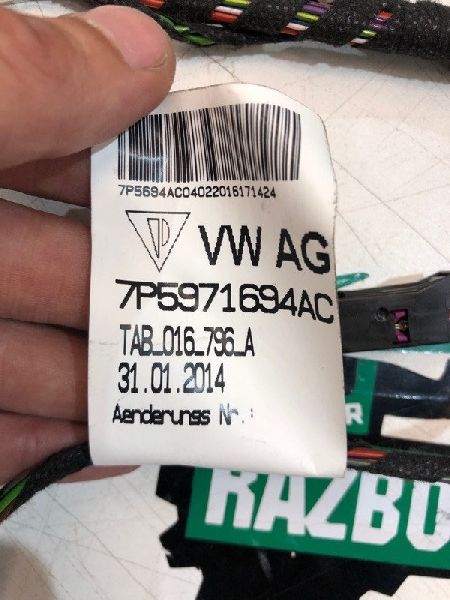 7P5694AC04022016171424
VW AG
7P5971694AC
TAB_016_796_A
31.01.2014
Aenderungs Nr.:
RAZBO